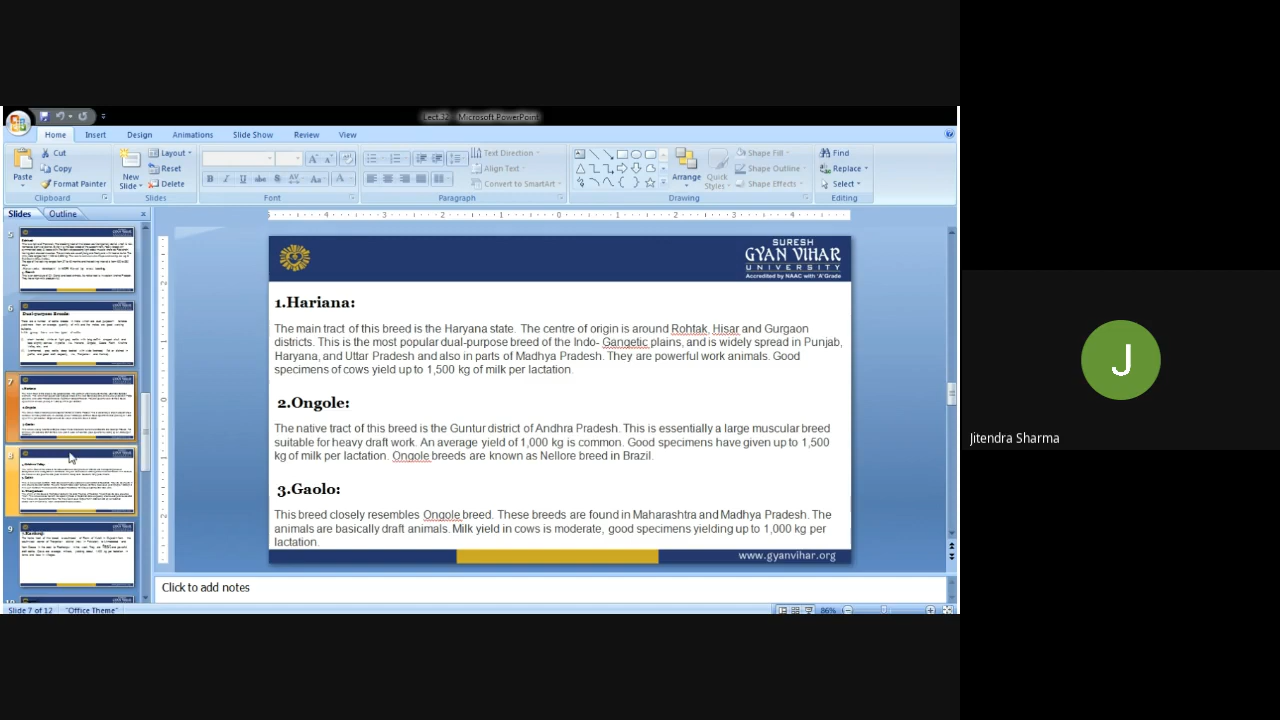 Lect.32 - Microsoft PowerPoint
Home Insert Design Animations Slide Show Review View
Cut
Copy
Format Painter
Paste
Clipboard
New
Slide
Layout
Reset
Delete
Slides
Font
Text Direction
Align Text
Convert to SmartArt
Paragraph
Arrange
Quick
Styles
Shape Fill
Shape Outline
Shape Effects
Drawing
Find
Replace
Select
Editing
Slides Outline
5
6
Dual-purpose Breeds
7
8
9
SURESH
GYAN VIHAR
UNIVERSITY
Accredited by NAAC with 'A' Grade
1.Hariana:
The main tract of this breed is the Haryana state. The centre of origin is around Rohtak, Hisar and Gurgaon
districts. This is the most popular dual-purpose breed of the Indo- Gangetic plains, and is widely spread in Punjab,
Haryana, and Uttar Pradesh and also in parts of Madhya Pradesh. They are powerful work animals. Good
specimens of cows yield up to 1,500 kg of milk per lactation.
2.Ongole:
The native tract of this breed is the Guntur district of Andhra Pradesh. This is essentially a large muscular breed
suitable for heavy draft work. An average yield of 1,000 kg is common. Good specimens have given up to 1,500
kg of milk per lactation. Ongole breeds are known as Nellore breed in Brazil.
3.Gaolo:
This breed closely resembles Ongole breed. These breeds are found in Maharashtra and Madhya Pradesh. The
animals are basically draft animals. Milk yield in cows is moderate, good specimens yielding up to 1,000 kg per
lactation.
www.gyanvihar.org
Click to add notes
Slide 7 of 12 "Office Theme" 86%
J
Jitendra Sharma